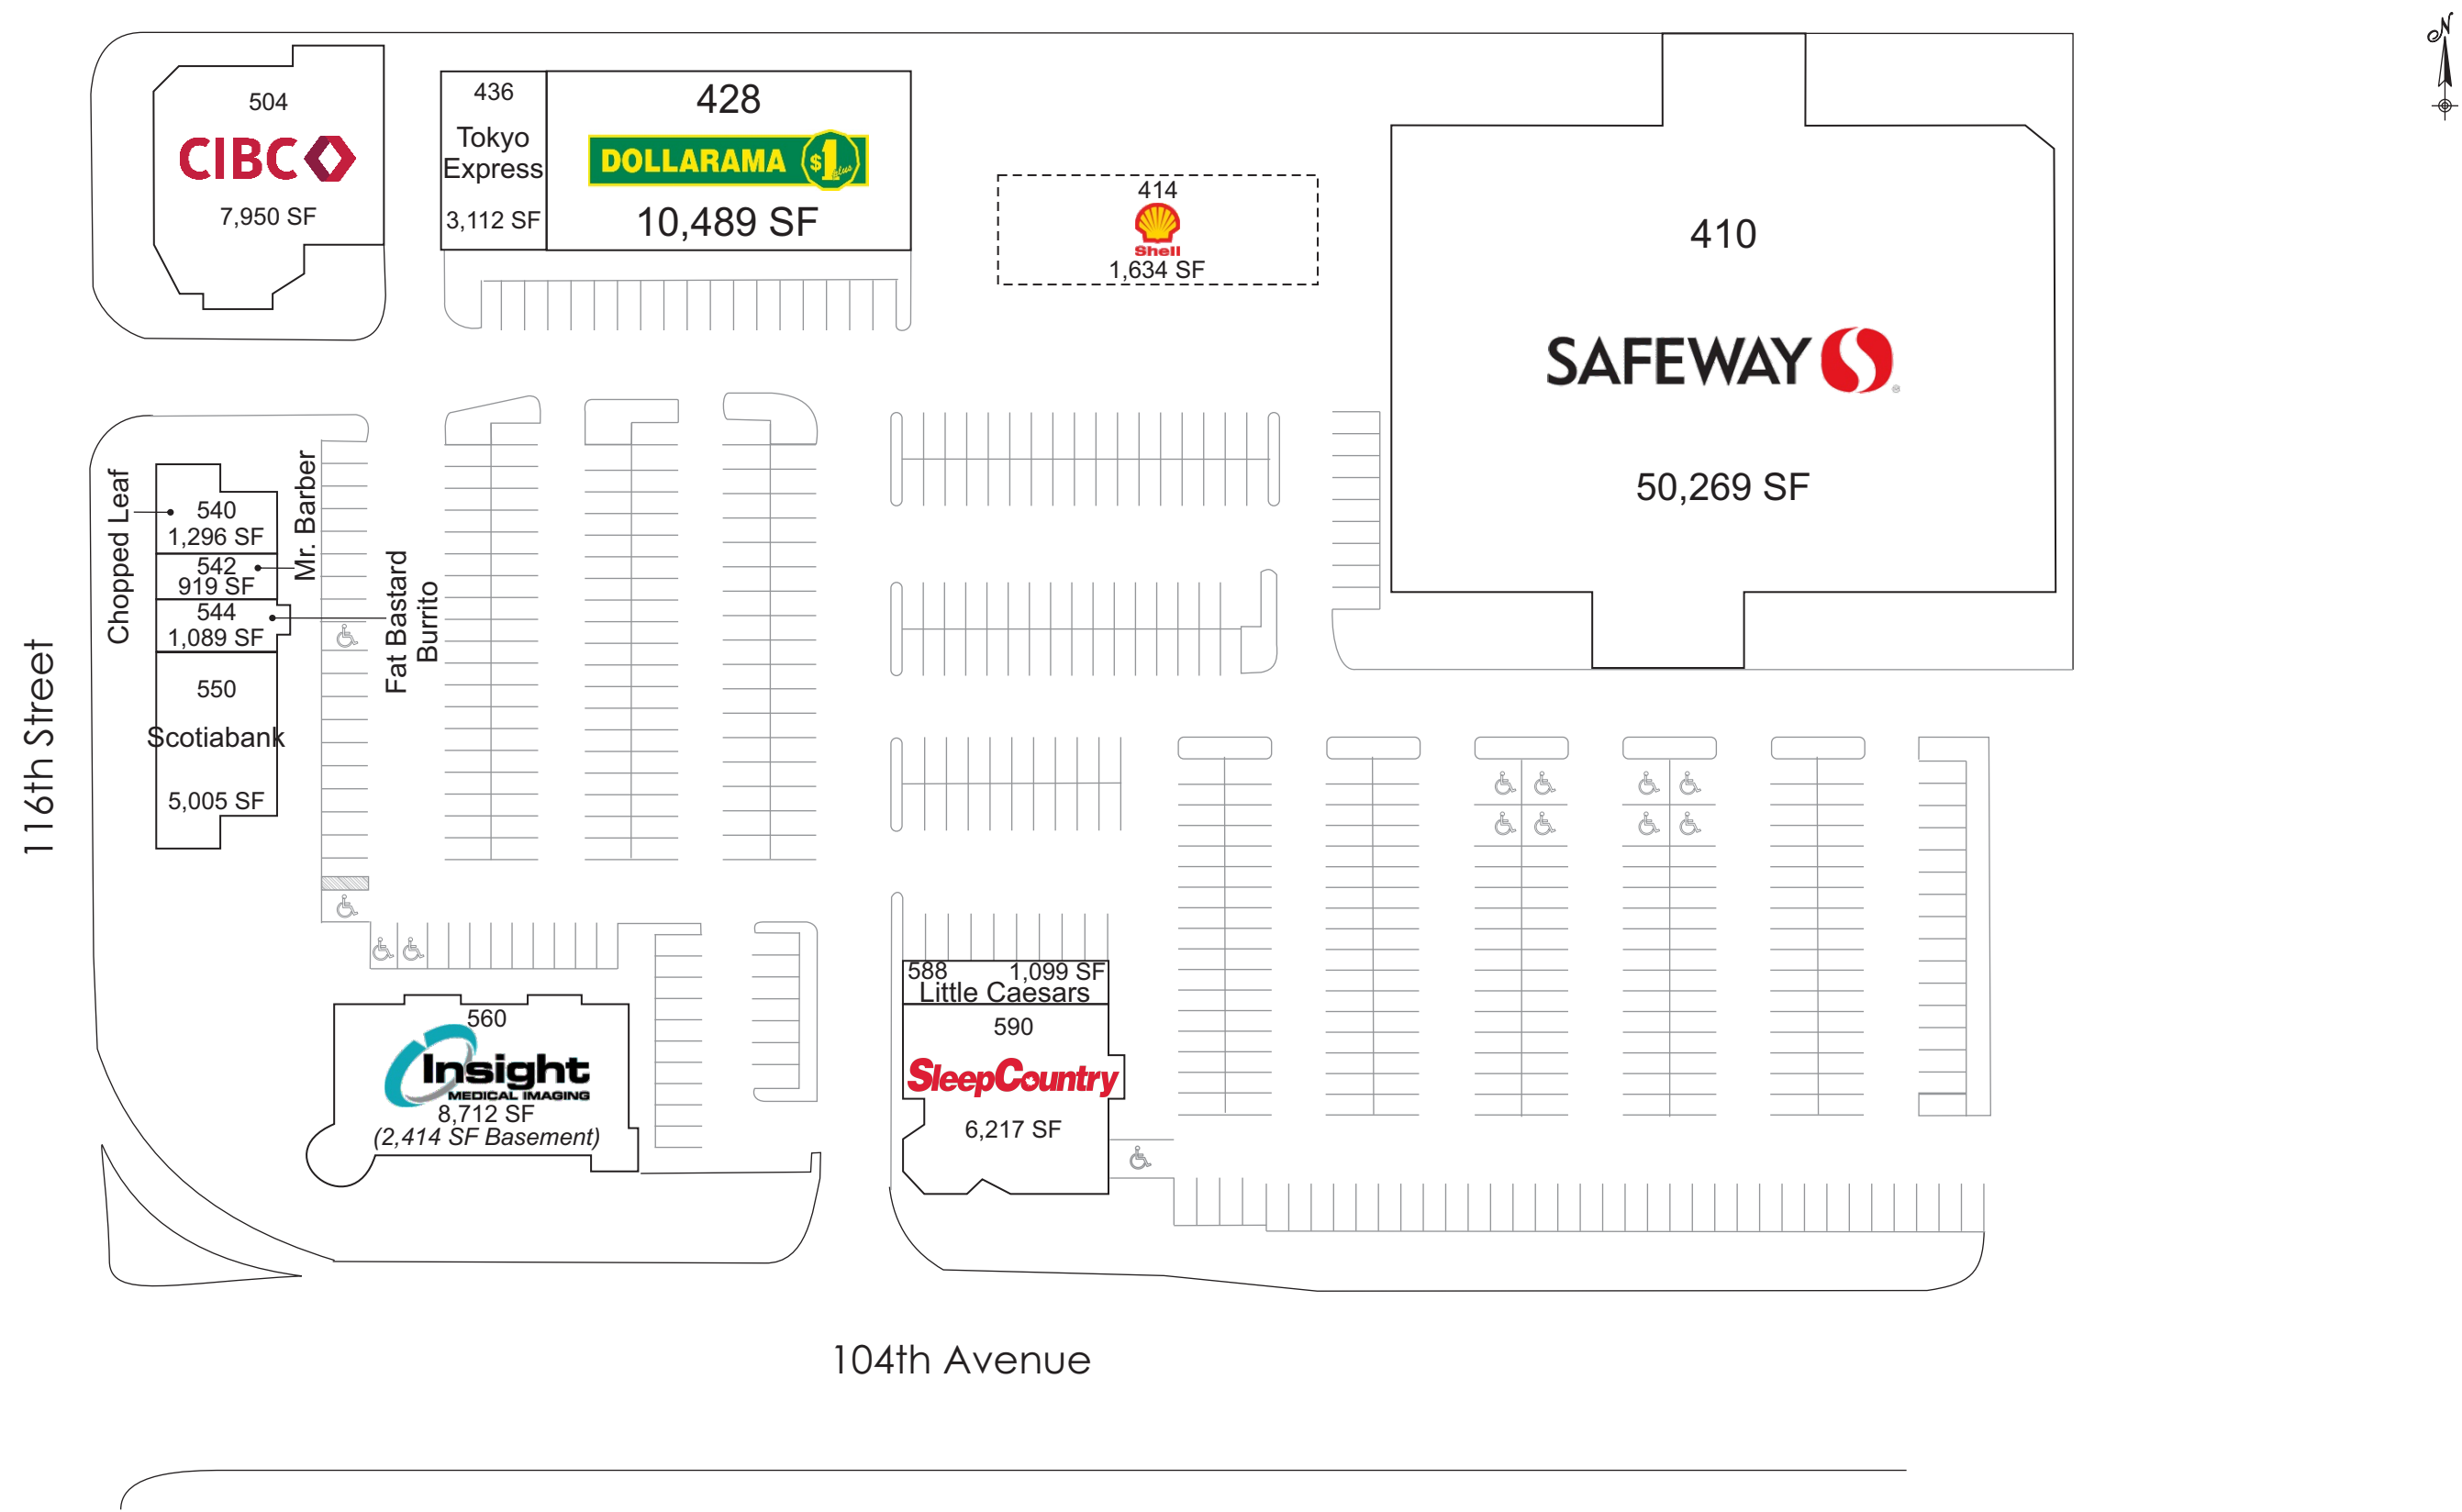 N
504
CIBC
7,950 SF
436
Tokyo
Express
3,112 SF
428
DOLLARAMA $1 plus
10,489 SF
414
Shell
1,634 SF
410
SAFEWAY
50,269 SF
Chopped Leaf
540
1,296 SF
Mr. Barber
542
919 SF
544
1,089 SF
Fat Bastard
Burrito
550
Scotiabank
5,005 SF
116th Street
560
Insight
MEDICAL IMAGING
8,712 SF
(2,414 SF Basement)
588 1,099 SF
Little Caesars
590
SleepCountry
6,217 SF
104th Avenue